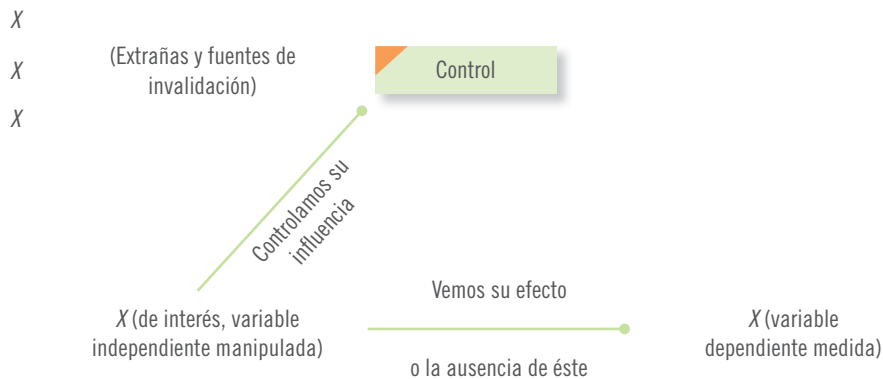 X
X
X
(Extrañas y fuentes de
invalidación)
Control
Controlamos su
influencia
X (de interés, variable
independiente manipulada)
Vemos su efecto
o la ausencia de éste
X (variable
dependiente medida)